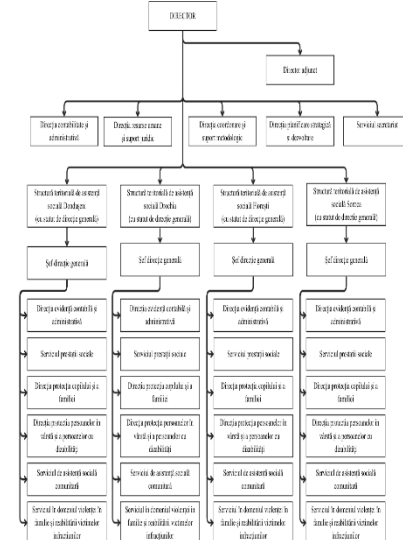 DIRECTOR
Director adjunct
Direcția contabilitate și
administrativă
Direcția resurse umane
și suport juridic
Direcția coordonare și
suport metodologic
Direcția planificare strategică
și dezvoltare
Serviciul secretariat
Structură teritorială de asistență
socială Dondușeni
(cu statut de direcție generală)
Structură teritorială de asistență
socială Drochia
(cu statut de direcție generală)
Structură teritorială de asistență
socială Florești
(cu statut de direcție generală)
Structură teritorială de asistență
socială Soroca
(cu statut de direcție generală)
Șef direcție generală
Șef direcție generală
Șef direcție generală
Șef direcție generală
Direcția evidență contabilă și
administrativă
Direcția evidență contabilă și
administrativă
Direcția evidență contabilă și
administrativă
Direcția evidență contabilă și
administrativă
Serviciul prestații sociale
Serviciul prestații sociale
Serviciul prestații sociale
Serviciul prestații sociale
Direcția protecția copilului și a
familiei
Direcția protecția copilului și a
familiei
Direcția protecția copilului și a
familiei
Direcția protecția copilului și a
familiei
Direcția protecția persoanelor în
vârstă și a persoanelor cu
dizabilități
Direcția protecția persoanelor în
vârstă și a persoanelor cu
dizabilități
Direcția protecția persoanelor în
vârstă și a persoanelor cu
dizabilități
Direcția protecția persoanelor în
vârstă și a persoanelor cu
dizabilități
Serviciul de asistență socială
comunitară
Serviciul de asistență socială
comunitară
Serviciul de asistență socială
comunitară
Serviciul de asistență socială
comunitară
Serviciul în domeniul violenței în
familie și reabilitării victimelor
infracțiunilor
Serviciul în domeniul violenței în
familie și reabilitării victimelor
infracțiunilor
Serviciul în domeniul violenței în
familie și reabilitării victimelor
infracțiunilor
Serviciul în domeniul violenței în
familie și reabilitării victimelor
infracțiunilor